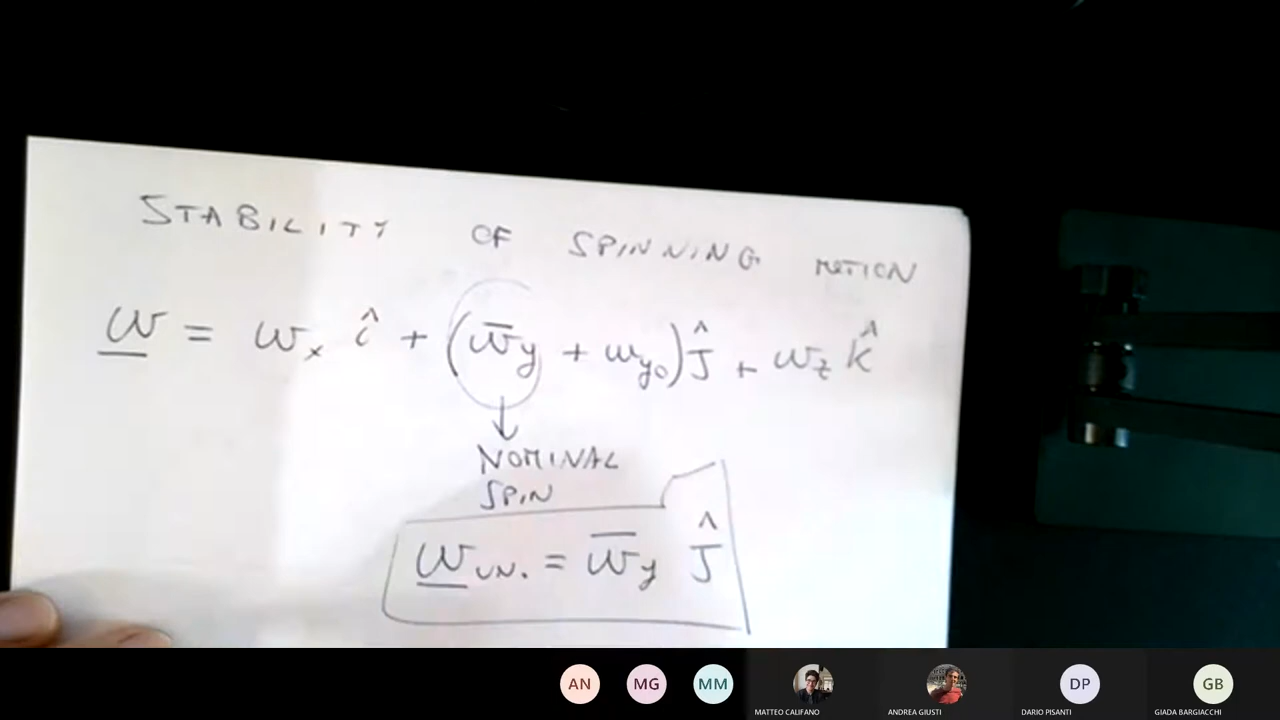 STABILITY OF SPINNING MOTION
ω = ωx î + (ω̄y + ωy0) ĵ + ωz k̂
NOMINAL
SPIN
ωUN. = ω̄y ĵ
AN MG MM DP GB
MATTEO CALIFANO ANDREA GIUSTI DARIO PISANTI GIADA BARGIACCHI